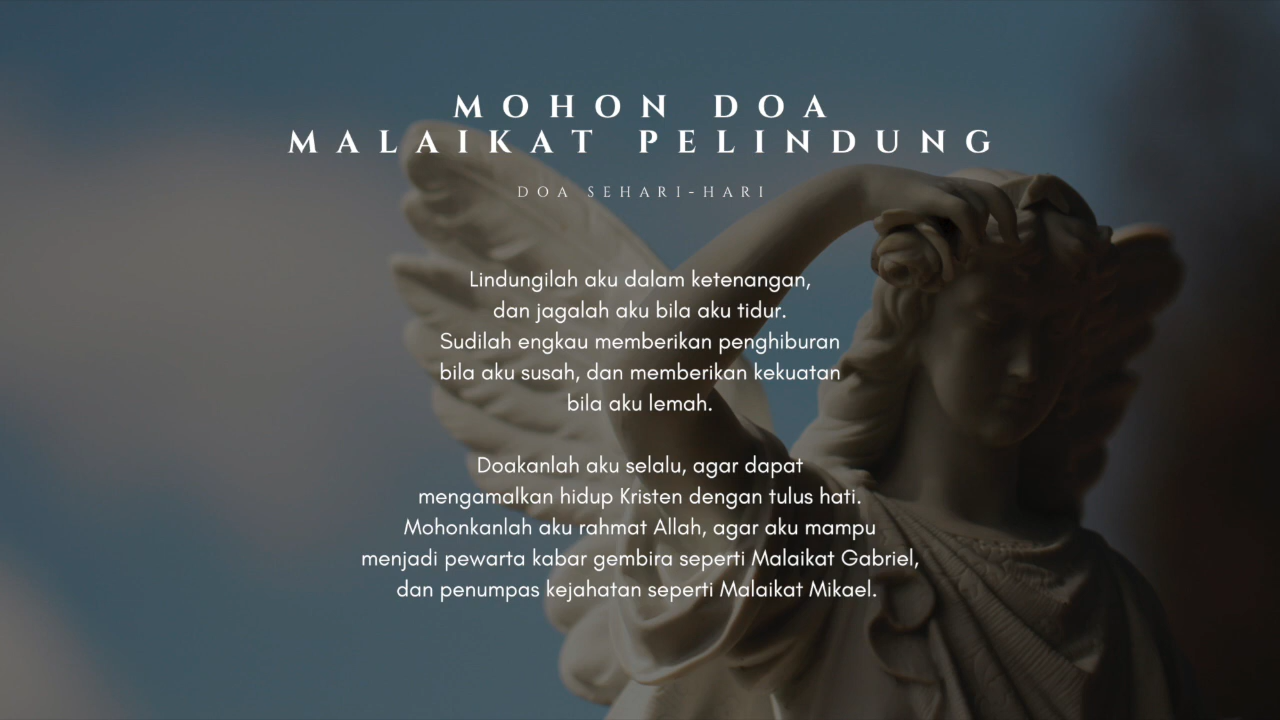 MOHON DOA
MALAIKAT PELINDUNG
DOA SEHARI-HARI
Lindungilah aku dalam ketenangan,
dan jagalah aku bila aku tidur.
Sudilah engkau memberikan penghiburan
bila aku susah, dan memberikan kekuatan
bila aku lemah.
Doakanlah aku selalu, agar dapat
mengamalkan hidup Kristen dengan tulus hati.
Mohonkanlah aku rahmat Allah, agar aku mampu
menjadi pewarta kabar gembira seperti Malaikat Gabriel,
dan penumpas kejahatan seperti Malaikat Mikael.